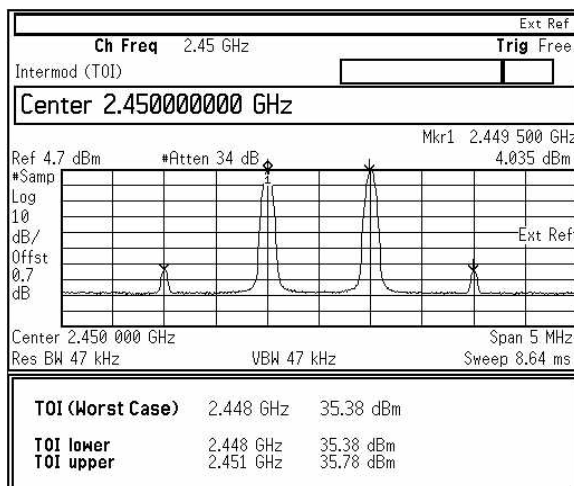 Ext Ref
Ch Freq 2.45 GHz Trig Free
Intermod (TOI)
Center 2.450000000 GHz
Mkr1 2.449 500 GHz
Ref 4.7 dBm #Atten 34 dB 4.035 dBm
#Samp
Log
10
dB/
Offst
0.7
dB
1
Ext Ref
Center 2.450 000 GHz Span 5 MHz
Res BW 47 kHz VBW 47 kHz Sweep 8.64 ms
TOI (Worst Case) 2.448 GHz 35.38 dBm
TOI lower 2.448 GHz 35.38 dBm
TOI upper 2.451 GHz 35.78 dBm